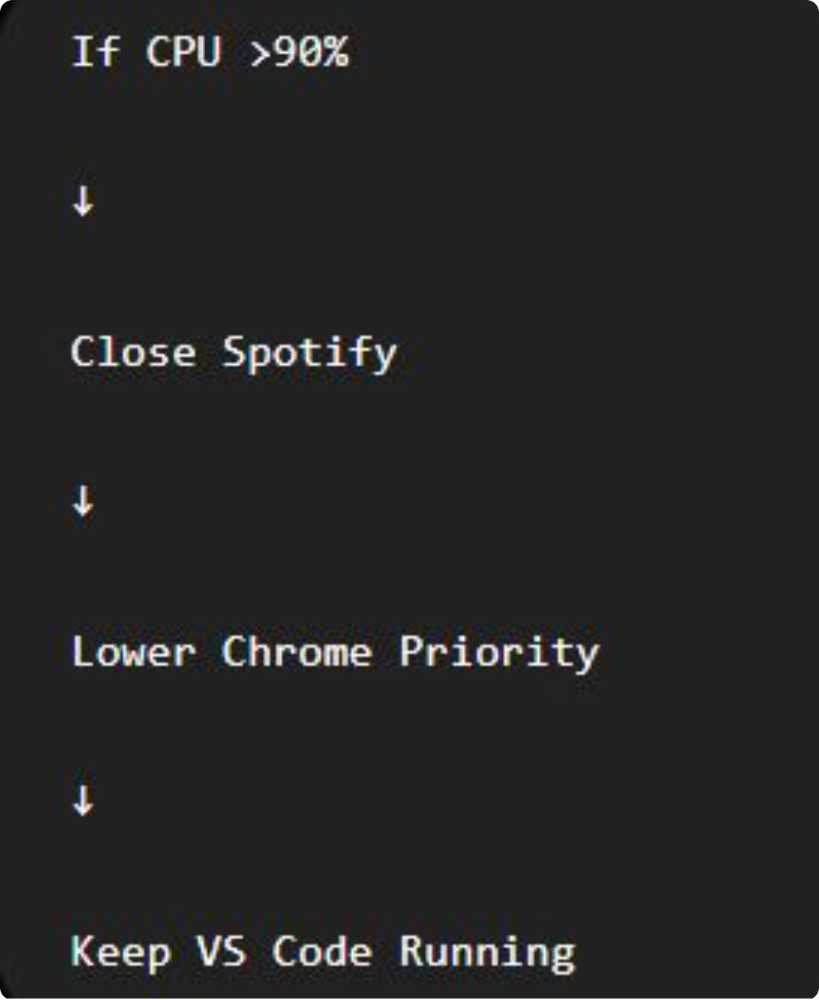 If CPU >90%
↓
Close Spotify
↓
Lower Chrome Priority
↓
Keep VS Code Running